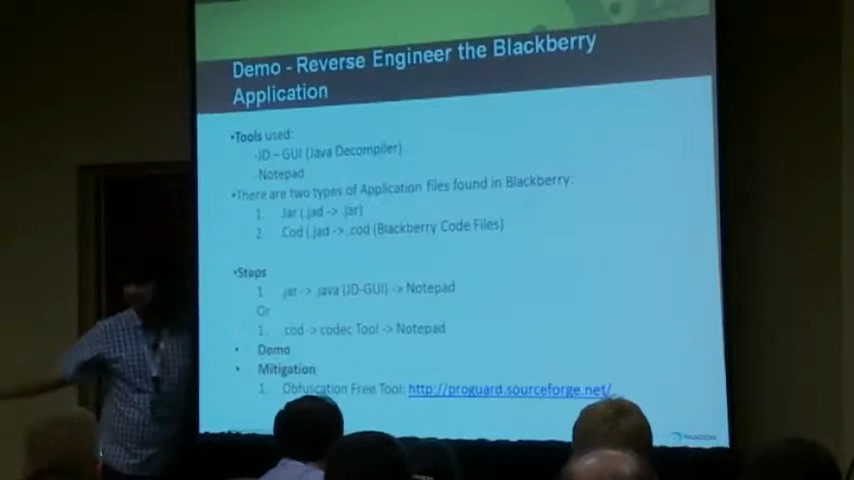 Demo - Reverse Engineer the Blackberry
Application
•Tools used:
-JD – GUI (Java Decompiler)
-Notepad
•There are two types of Application files found in Blackberry:
1. Jar (.jad -> .jar)
2. Cod (.jad -> .cod (Blackberry Code Files)
•Steps
1 .jar -> .java (JD-GUI) -> Notepad
Or
1. cod -> codec Tool -> Notepad
• Demo
• Mitigation
1. Obfuscation Free Tool: http://proguard.sourceforge.net/